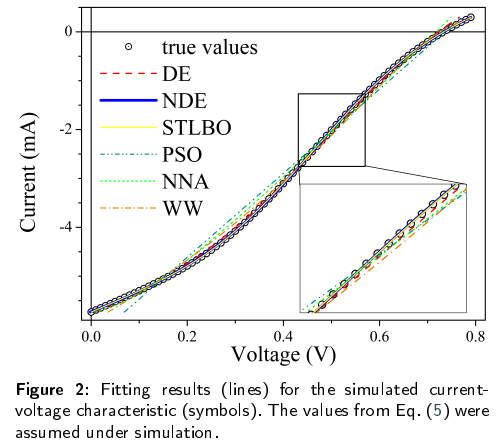 0
true values
DE
NDE
STLBO
PSO
NNA
WW
-2
-4
Current (mA)
0.0
0.2
0.4
0.6
0.8
Voltage (V)
Figure 2: Fitting results (lines) for the simulated current-
voltage characteristic (symbols). The values from Eq. (5) were
assumed under simulation.